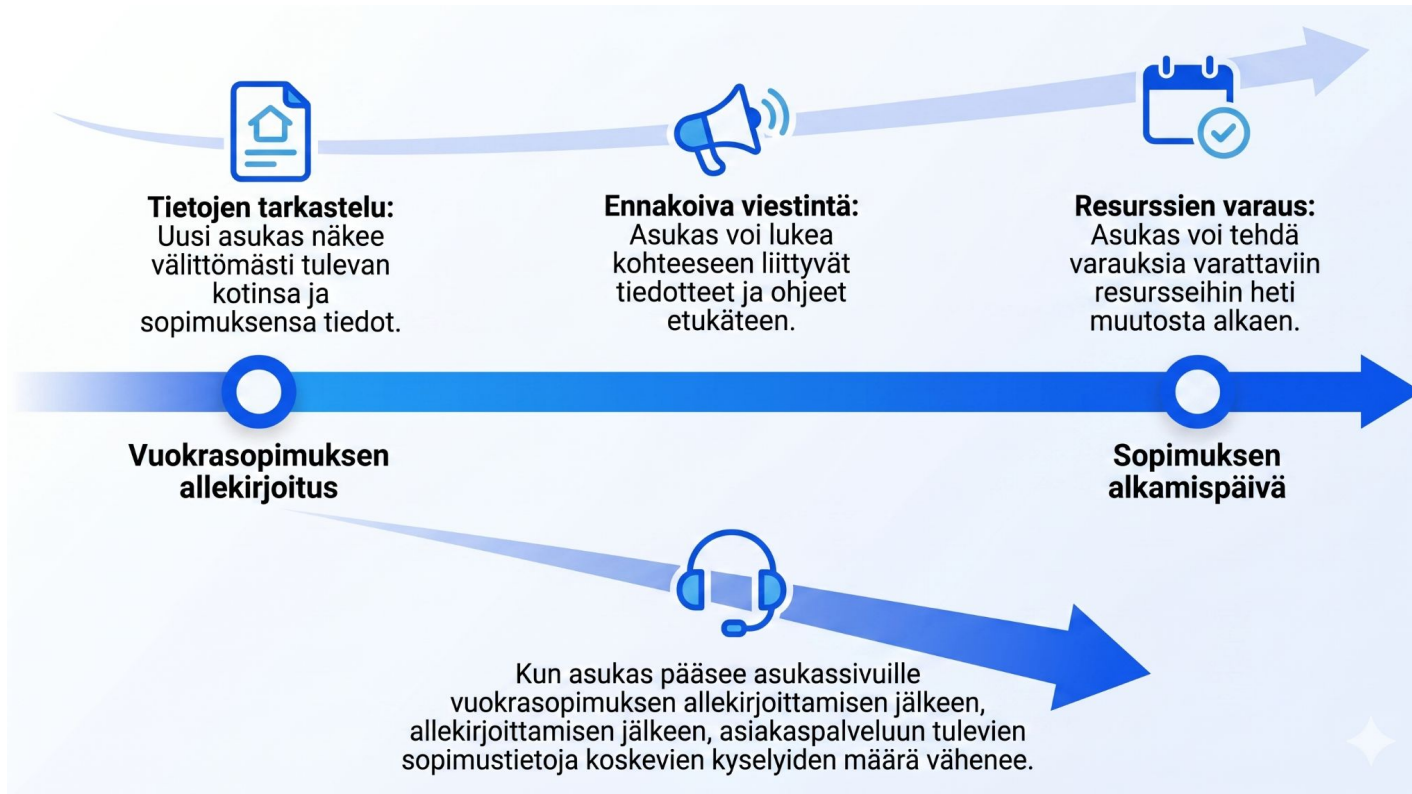 Tietojen tarkastelu:
Uusi asukas näkee
välittömästi tulevan
kotinsa ja
sopimuksensa tiedot.
Ennakoiva viestintä:
Asukas voi lukea
kohteeseen liittyvät
tiedotteet ja ohjeet
etukäteen.
Resurssien varaus:
Asukas voi tehdä
varauksia varattaviin
resursseihin heti
muutosta alkaen.
Vuokrasopimuksen
allekirjoitus
Sopimuksen
alkamispäivä
Kun asukas pääsee asukassivuille
vuokrasopimuksen allekirjoittamisen jälkeen,
allekirjoittamisen jälkeen, asiakaspalveluun tulevien
sopimustietoja koskevien kyselyiden määrä vähenee.